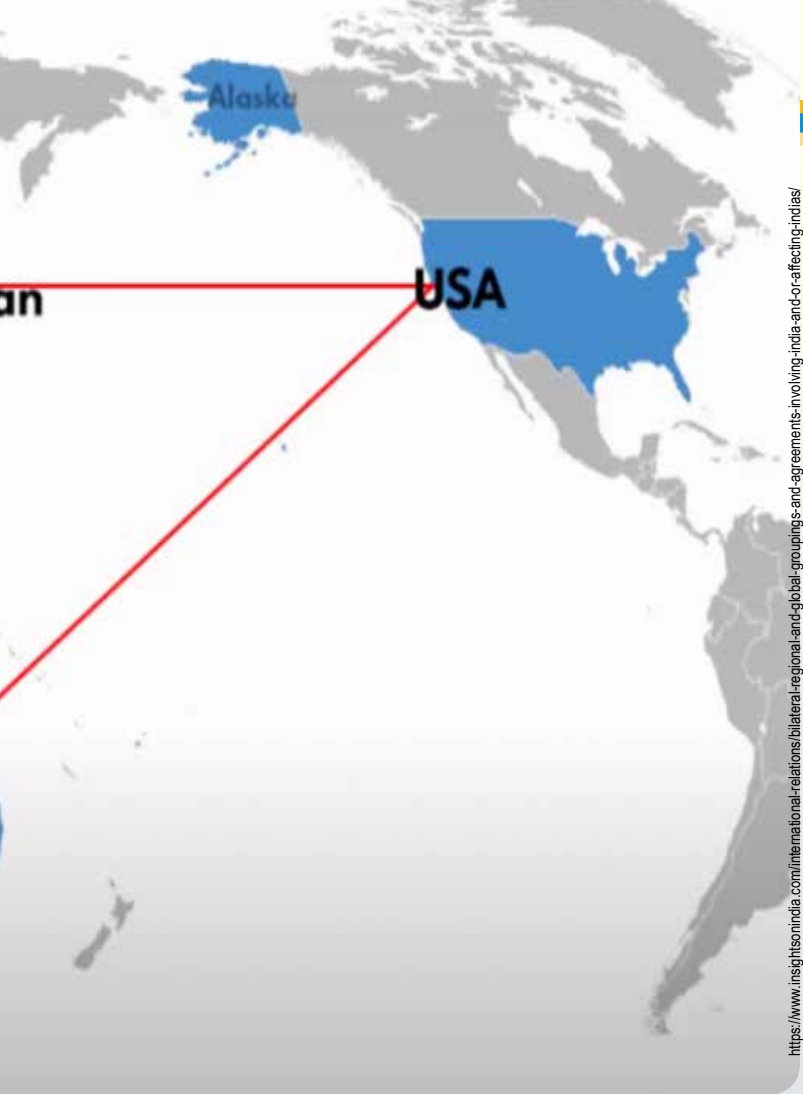 Alaska
USA
an
https://www.insightsonindia.com/international-relations/bilateral-regional-and-global-groupings-and-agreements-involving-india-and-or-affecting-indias/